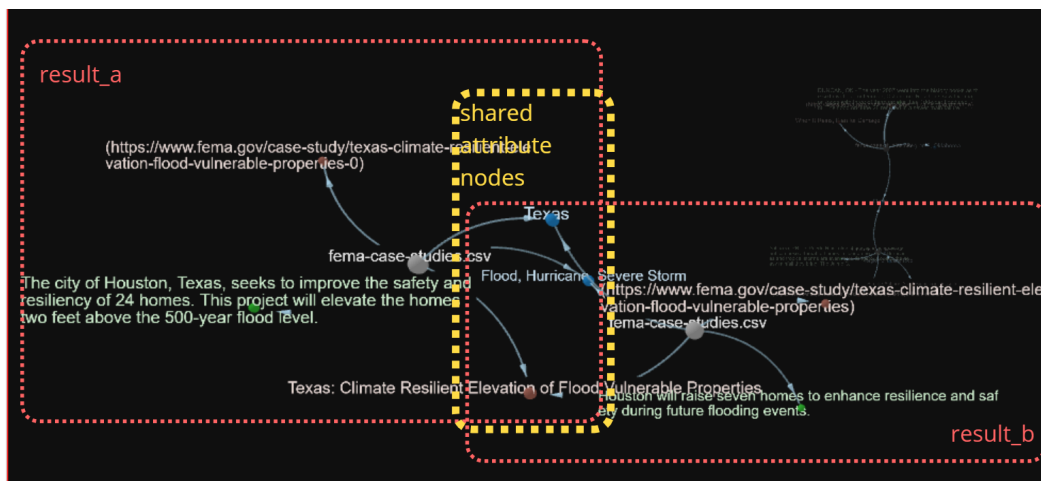 result_a
shared
attribute
nodes
(https://www.fema.gov/case-study/texas-climate-resilient-ele
vation-flood-vulnerable-properties-0)
Texas
fema-case-studies.csv
Flood, Hurricane, Severe Storm
The city of Houston, Texas, seeks to improve the safety and
resiliency of 24 homes. This project will elevate the homes
two feet above the 500-year flood level.
(https://www.fema.gov/case-study/texas-climate-resilient-ele
vation-flood-vulnerable-properties)
fema-case-studies.csv
Texas: Climate Resilient Elevation of Flood Vulnerable Properties
Houston will raise seven homes to enhance resilience and saf
ety during future flooding events.
result_b